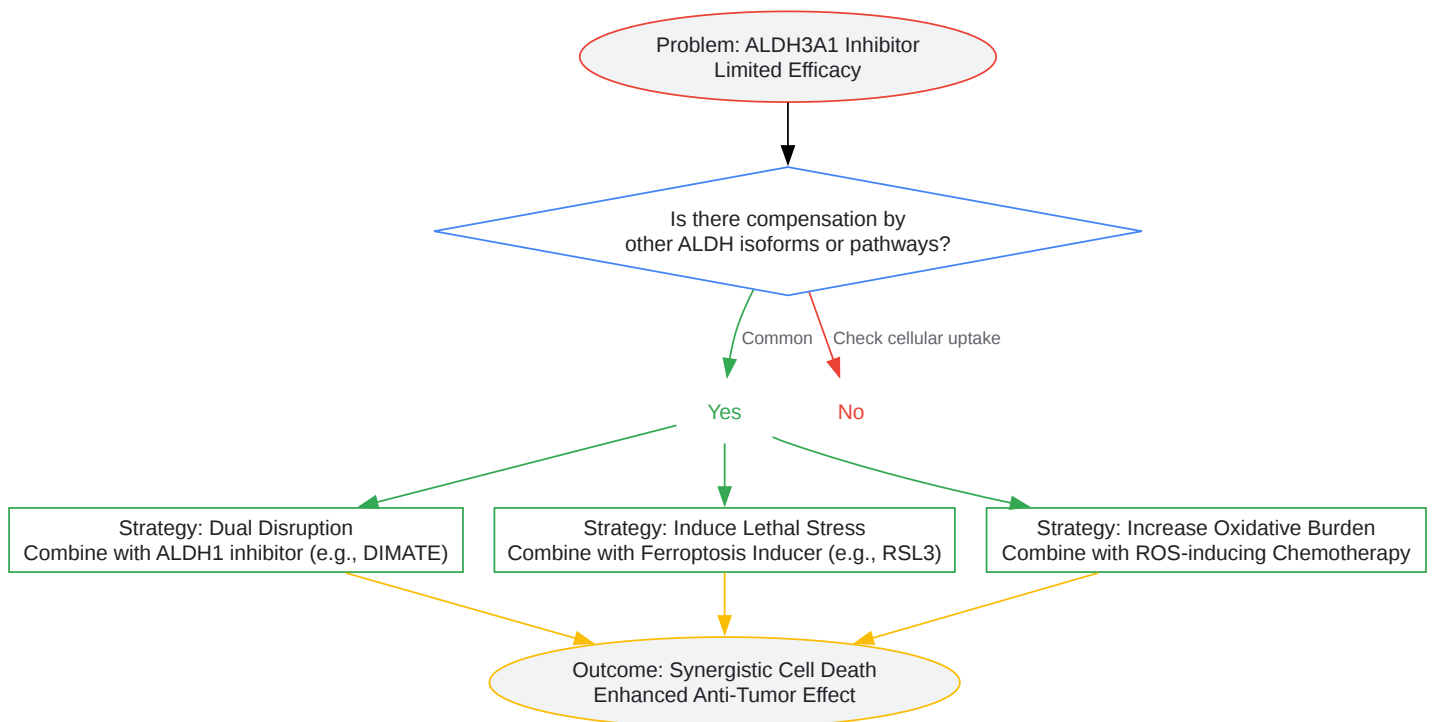 Problem: ALDH3A1 Inhibitor
Limited Efficacy
Is there compensation by
other ALDH isoforms or pathways?
Common
Check cellular uptake
Yes
No
Strategy: Dual Disruption
Combine with ALDH1 inhibitor (e.g., DIMATE)
Strategy: Induce Lethal Stress
Combine with Ferroptosis Inducer (e.g., RSL3)
Strategy: Increase Oxidative Burden
Combine with ROS-inducing Chemotherapy
Outcome: Synergistic Cell Death
Enhanced Anti-Tumor Effect